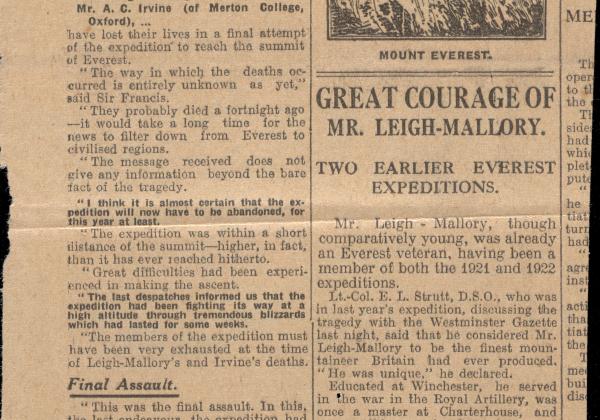 Mr. A. C. Irvine (of Merton College,
Oxford), ...
have lost their lives in a final attempt
of the expedition to reach the summit
of Everest.
"The way in which the deaths oc-
curred is entirely unknown as yet,"
said Sir Francis.
"They probably died a fortnight ago
—it would take a long time for the
news to filter down from Everest to
civilised regions.
"The message received does not
give any information beyond the bare
fact of the tragedy.
"I think it is almost certain that the ex-
pedition will now have to be abandoned, for
this year at least.
"The expedition was within a short
distance of the summit—higher, in fact,
than it has ever reached hitherto.
"Great difficulties had been experi-
enced in making the ascent.
"The last despatches informed us that the
expedition had been fighting its way at a
high altitude through tremendous blizzards
which had lasted for some weeks.
"The members of the expedition must
have been very exhausted at the time
of Leigh-Mallory's and Irvine's deaths.
Final Assault.
"This was the final assault. In this,
the last endeavour, the expedition had
MOUNT EVEREST.
GREAT COURAGE OF
MR. LEIGH-MALLORY.
TWO EARLIER EVEREST
EXPEDITIONS.
Mr. Leigh-Mallory, though
comparatively young, was already
an Everest veteran, having been a
member of both the 1921 and 1922
expeditions.
Lt.-Col. E. L. Strutt, D.S.O., who was
in last year's expedition, discussing the
tragedy with the Westminster Gazette
last night, said that he considered Mr.
Leigh-Mallory to be the finest moun-
taineer Britain had ever produced.
"He was unique," he declared.
Educated at Winchester, he served
in the war in the Royal Artillery, was
once a master at Charterhouse and